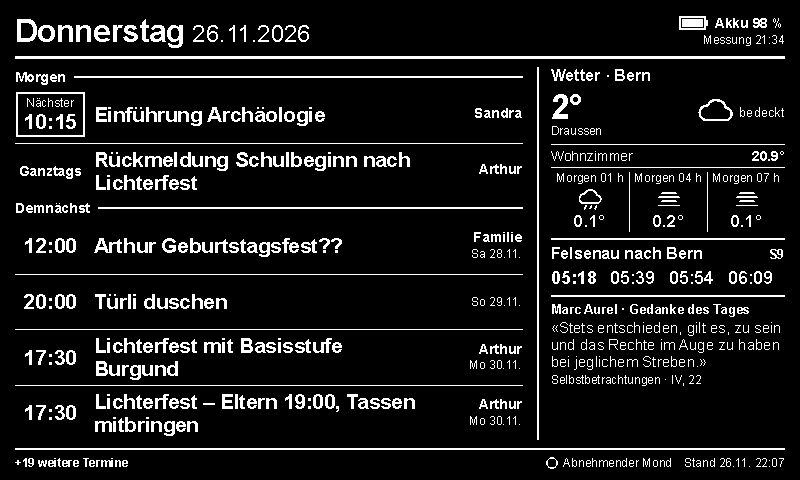 Donnerstag 26.11.2026
Akku 98 %
Messung 21:34
Morgen
Nächster
10:15
Einführung Archäologie
Sandra
Ganztags
Rückmeldung Schulbeginn nach
Lichterfest
Arthur
Demnächst
12:00
Arthur Geburtstagsfest??
Familie
Sa 28.11.
20:00
Türli duschen
So 29.11.
17:30
Lichterfest mit Basisstufe
Burgund
Arthur
Mo 30.11.
17:30
Lichterfest – Eltern 19:00, Tassen
mitbringen
Arthur
Mo 30.11.
Wetter · Bern
2°
Draussen
bedeckt
Wohnzimmer 20.9°
Morgen 01 h Morgen 04 h Morgen 07 h
0.1° 0.2° 0.1°
Felsenau nach Bern S9
05:18 05:39 05:54 06:09
Marc Aurel · Gedanke des Tages
«Stets entschieden, gilt es, zu sein
und das Rechte im Auge zu haben
bei jeglichem Streben.»
Selbstbetrachtungen · IV, 22
+19 weitere Termine
Abnehmender Mond Stand 26.11. 22:07